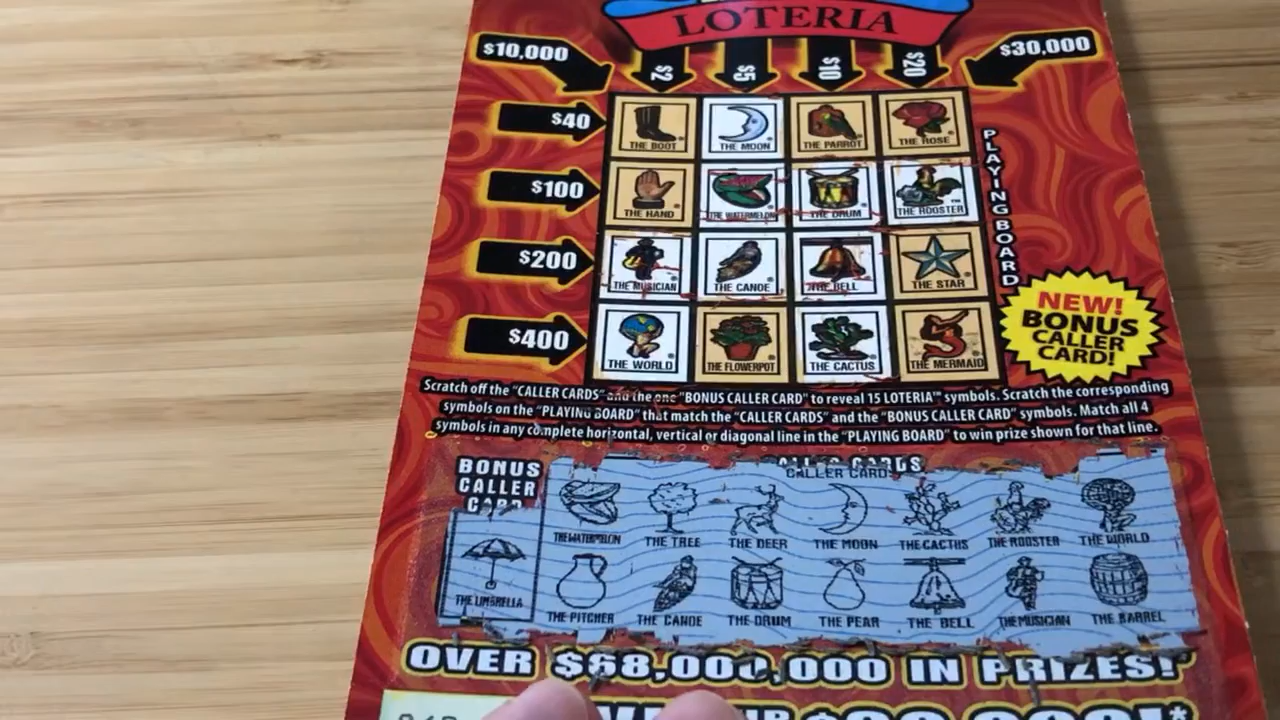 LOTERIA
$10,000
$2 $5 $10 $20
$30,000
$40
THE BOOT THE MOON THE PARROT THE ROSE
$100
THE HAND THE WATERMELON THE DRUM THE ROOSTER
$200
THE MUSICIAN THE CANOE THE BELL THE STAR
$400
THE WORLD THE FLOWERPOT THE CACTUS THE MERMAID
PLAYING BOARD
NEW!
BONUS
CALLER
CARD!
Scratch off the "CALLER CARDS" and the one "BONUS CALLER CARD" to reveal 15 LOTERIA™ symbols. Scratch the corresponding
symbols on the "PLAYING BOARD" that match the "CALLER CARDS" and the "BONUS CALLER CARD" symbols. Match all 4
symbols in any complete horizontal, vertical or diagonal line in the "PLAYING BOARD" to win prize shown for that line.
BONUS
CALLER
CARD
CALLER CARDS
CALLER CARDS
THE WATERMELON THE TREE THE DEER THE MOON THE CACTUS THE ROOSTER THE WORLD
THE UMBRELLA THE PITCHER THE CANOE THE DRUM THE PEAR THE BELL THE MUSICIAN THE BARREL
OVER $68,000,000 IN PRIZES!*